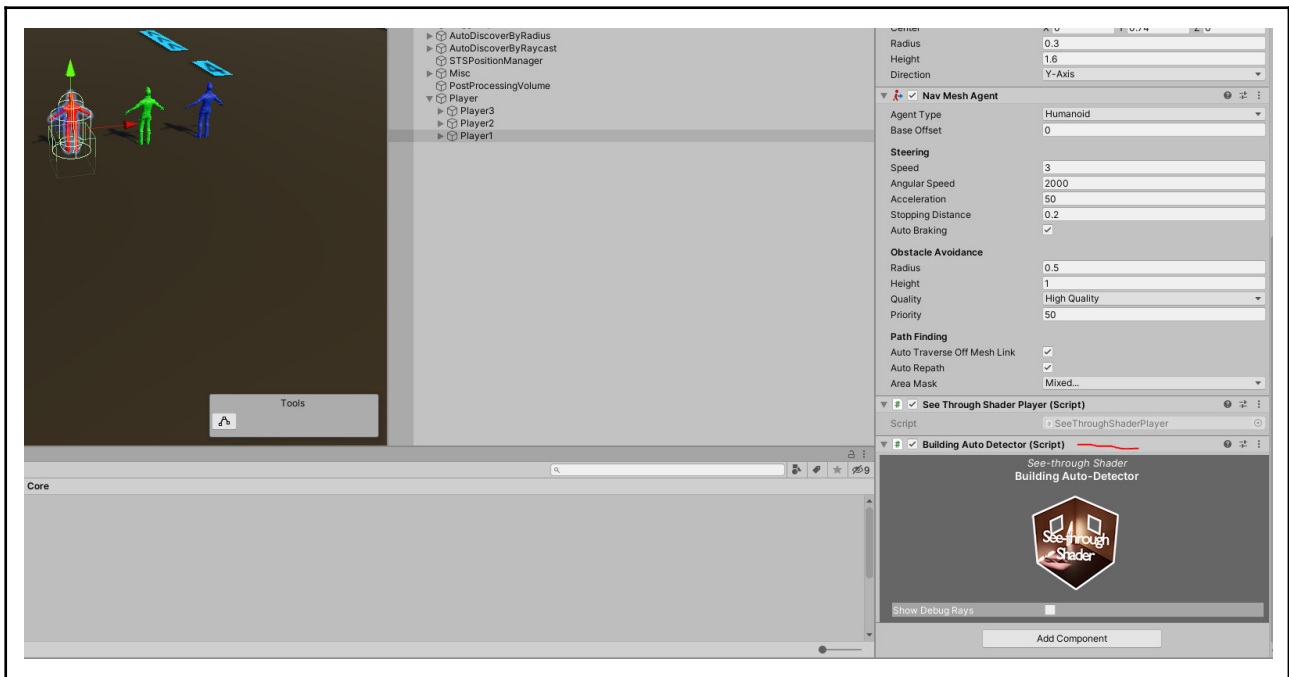 AutoDiscoverByRadius
AutoDiscoverByRaycast
STSPositionManager
Misc
PostProcessingVolume
Player
Player3
Player2
Player1
Tools
9
Core
Radius 0.3
Height 1.6
Direction Y-Axis
Nav Mesh Agent
Agent Type Humanoid
Base Offset 0
Steering
Speed 3
Angular Speed 2000
Acceleration 50
Stopping Distance 0.2
Auto Braking
Obstacle Avoidance
Radius 0.5
Height 1
Quality High Quality
Priority 50
Path Finding
Auto Traverse Off Mesh Link
Auto Repath
Area Mask Mixed...
# See Through Shader Player (Script)
Script SeeThroughShaderPlayer
# Building Auto Detector (Script)
See-through Shader
Building Auto-Detector
See-through
Shader
Show Debug Rays
Add Component